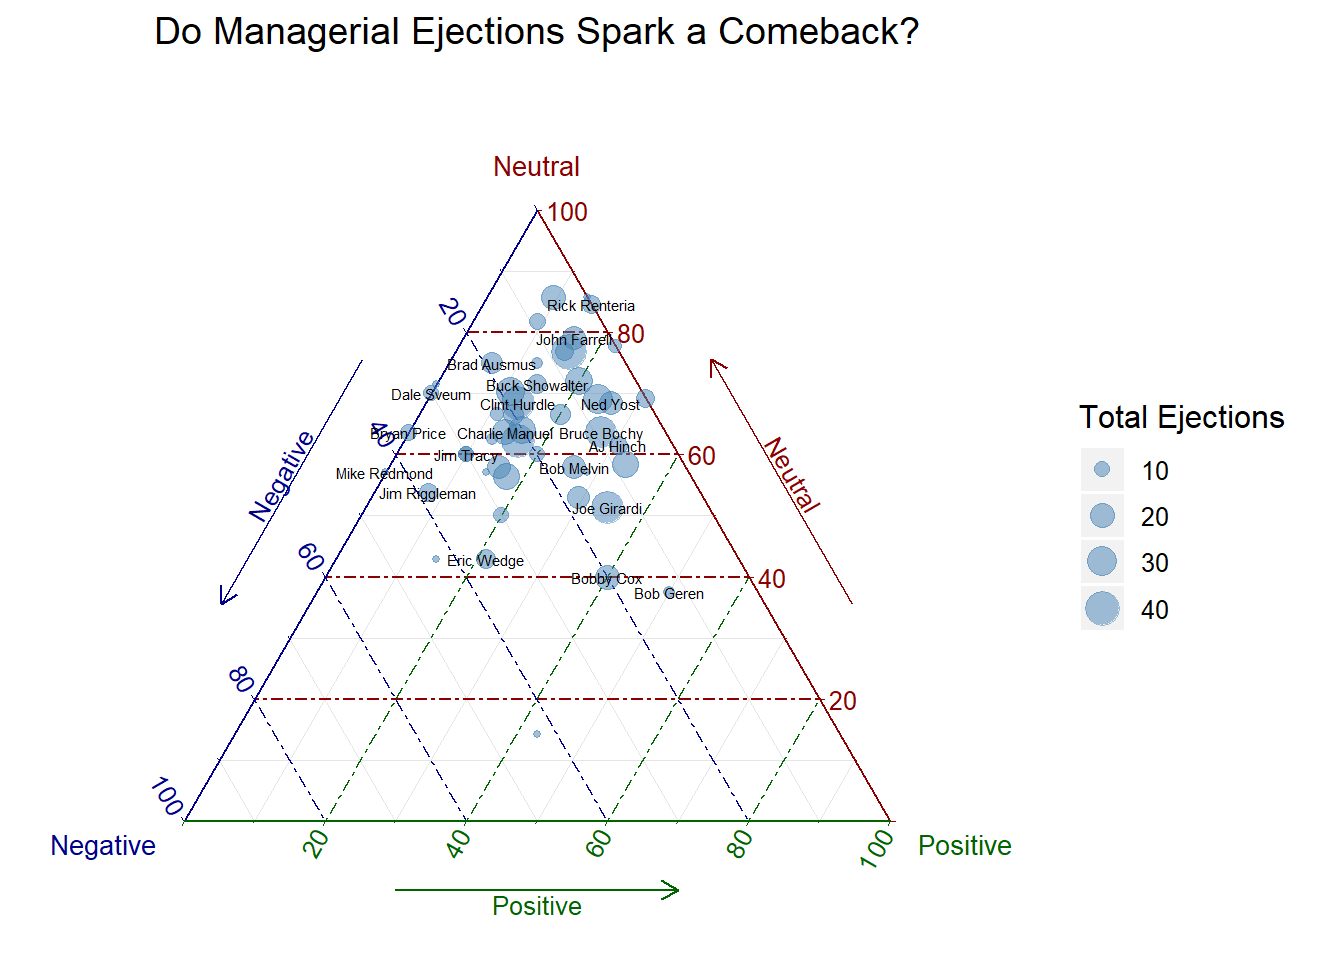 Do Managerial Ejections Spark a Comeback?
Neutral
100
20
Rick Renteria
80
John Farrell
Brad Ausmus
Buck Showalter
Dale Sveum
Clint Hurdle
Ned Yost
Total Ejections
Bryan Price
Charlie Manuel
Bruce Bochy
40
AJ Hinch
Jim Tracy
60
Negative
Neutral
Mike Redmond
Bob Melvin
10
Jim Riggleman
Joe Girardi
20
60
Eric Wedge
30
Bobby Cox
40
Bob Geren
40
80
20
100
Negative
20
40
60
80
100
Positive
Positive